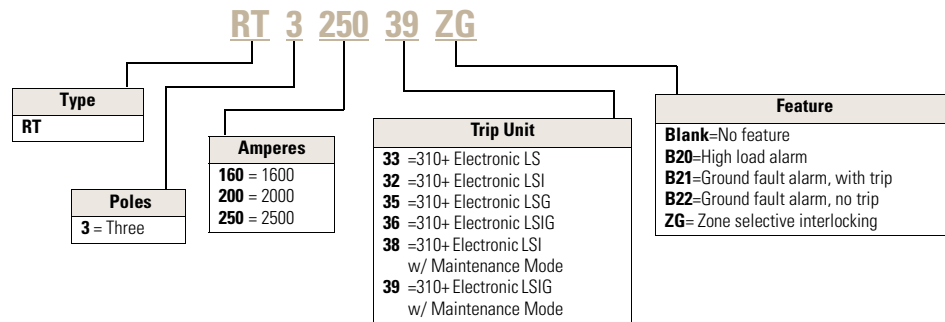 RT 3 250 39 ZG
Type
RT
Poles
3 = Three
Amperes
160 = 1600
200 = 2000
250 = 2500
Trip Unit
33 =310+ Electronic LS
32 =310+ Electronic LSI
35 =310+ Electronic LSG
36 =310+ Electronic LSIG
38 =310+ Electronic LSI
w/ Maintenance Mode
39 =310+ Electronic LSIG
w/ Maintenance Mode
Feature
Blank=No feature
B20=High load alarm
B21=Ground fault alarm, with trip
B22=Ground fault alarm, no trip
ZG= Zone selective interlocking